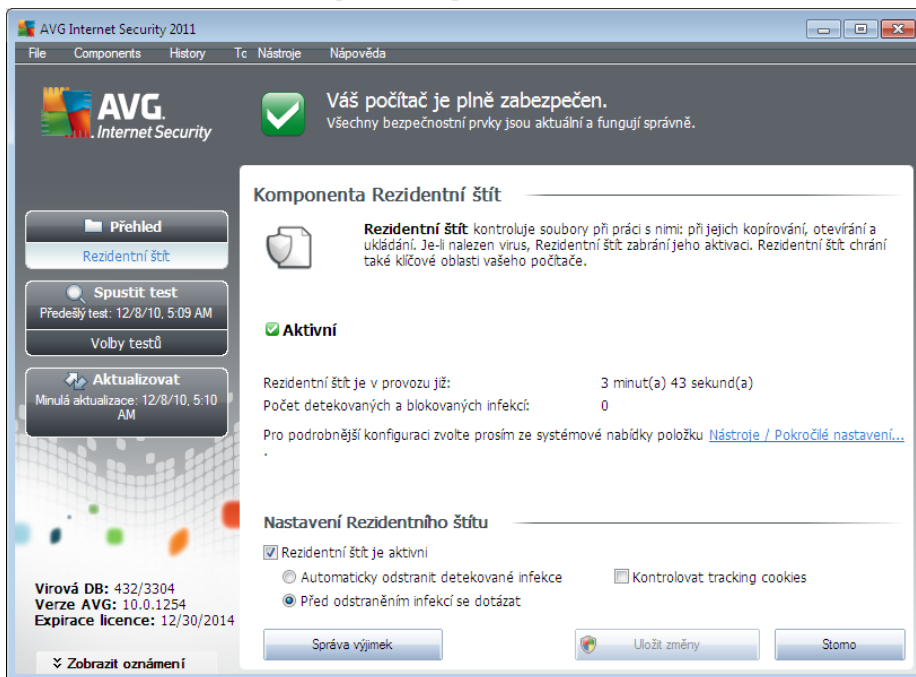 AVG Internet Security 2011
File Components History Tc Nástroje Nápověda
AVG.
Internet Security
Váš počítač je plně zabezpečen.
Všechny bezpečnostní prvky jsou aktuální a fungují správně.
Přehled
Rezidentní štít
Spustit test
Předešlý test: 12/8/10, 5:09 AM
Volby testů
Aktualizovat
Minulá aktualizace: 12/8/10, 5:10
AM
Virová DB: 432/3304
Verze AVG: 10.0.1254
Expirace licence: 12/30/2014
Zobrazit oznámení
Komponenta Rezidentní štít
Rezidentní štít kontroluje soubory při práci s nimi: při jejich kopírování, otevírání a
ukládání. Je-li nalezen virus, Rezidentní štít zabrání jeho aktivaci. Rezidentní štít chrání
také klíčové oblasti vašeho počítače.
Aktivní
Rezidentní štít je v provozu již: 3 minut(a) 43 sekund(a)
Počet detekovaných a blokovaných infekcí: 0
Pro podrobnější konfiguraci zvolte prosím ze systémové nabídky položku Nástroje / Pokročilé nastavení...
.
Nastavení Rezidentního štítu
Rezidentní štít je aktivni
Automaticky odstranit detekované infekce Kontrolovat tracking cookies
Před odstraněním infekcí se dotázat
Správa výjimek Uložit změny Storno